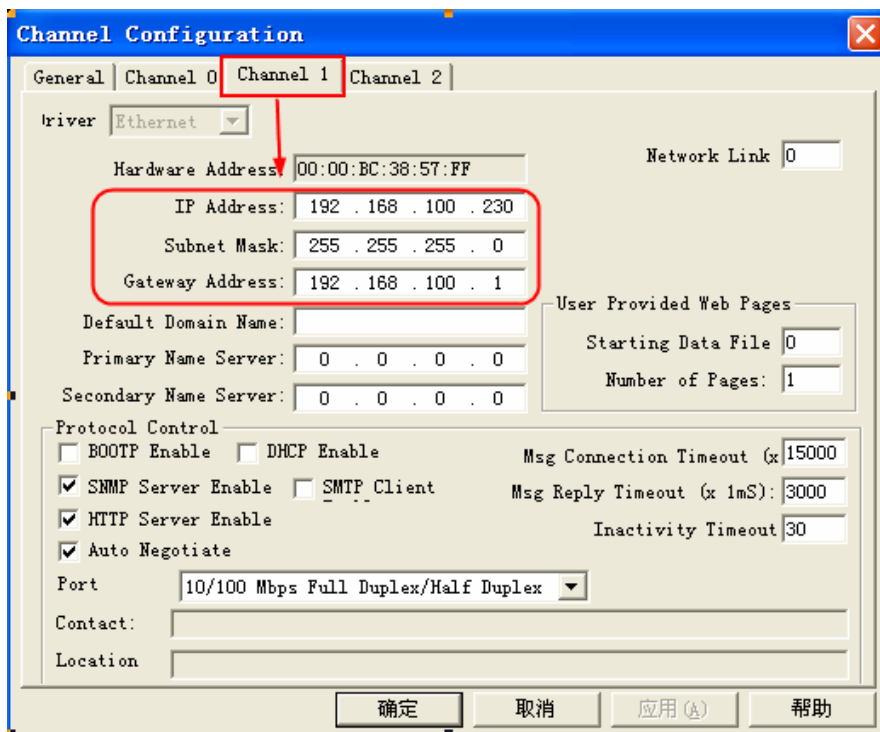 Channel Configuration
General Channel 0 Channel 1 Channel 2
river Ethernet
Hardware Address: 00:00:BC:38:57:FF
Network Link 0
IP Address: 192 . 168 . 100 . 230
Subnet Mask: 255 . 255 . 255 . 0
Gateway Address: 192 . 168 . 100 . 1
Default Domain Name:
Primary Name Server: 0 . 0 . 0 . 0
Secondary Name Server: 0 . 0 . 0 . 0
User Provided Web Pages
Starting Data File 0
Number of Pages: 1
Protocol Control
BOOTP Enable DHCP Enable
SNMP Server Enable SMTP Client
HTTP Server Enable
Auto Negotiate
Msg Connection Timeout (x 15000
Msg Reply Timeout (x 1mS): 3000
Inactivity Timeout 30
Port 10/100 Mbps Full Duplex/Half Duplex
Contact:
Location
确定 取消 应用(A) 帮助